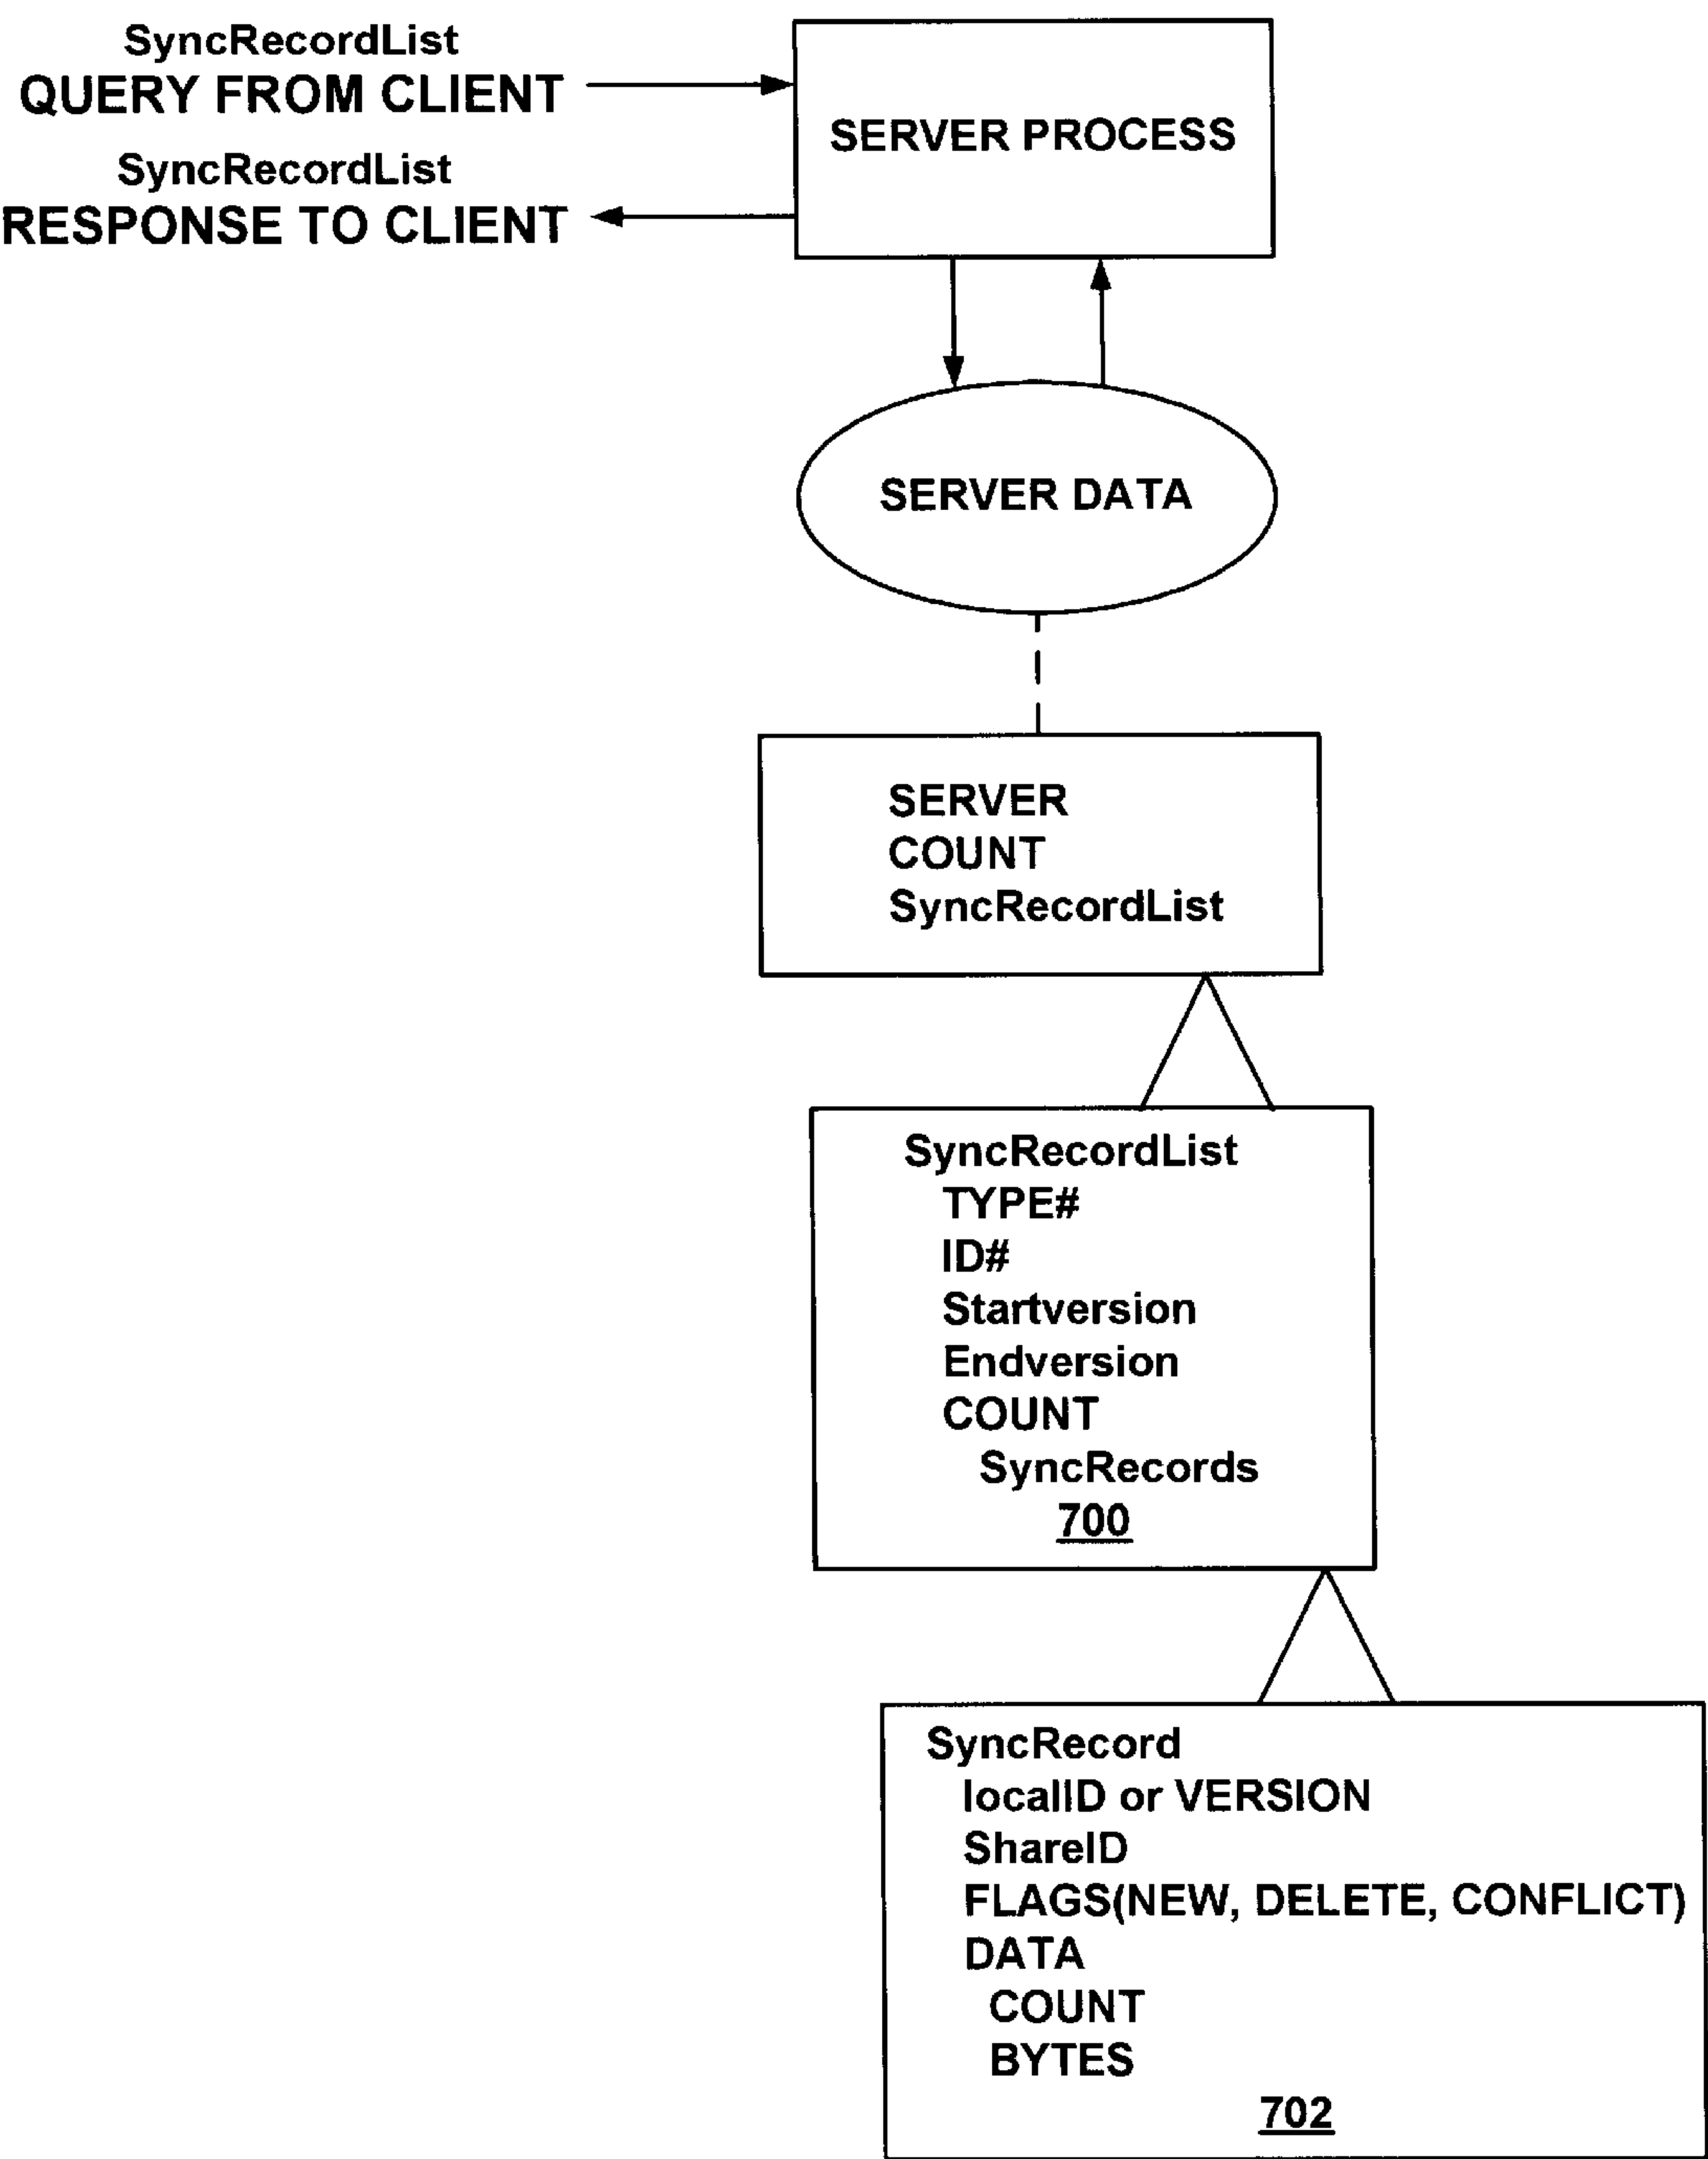 SyncRecordList
QUERY FROM CLIENT
SyncRecordList
RESPONSE TO CLIENT
SERVER PROCESS
SERVER DATA
SERVER
COUNT
SyncRecordList
SyncRecordList
TYPE#
ID#
Startversion
Endversion
COUNT
SyncRecords
700
SyncRecord
localID or VERSION
ShareID
FLAGS(NEW, DELETE, CONFLICT)
DATA
COUNT
BYTES
702